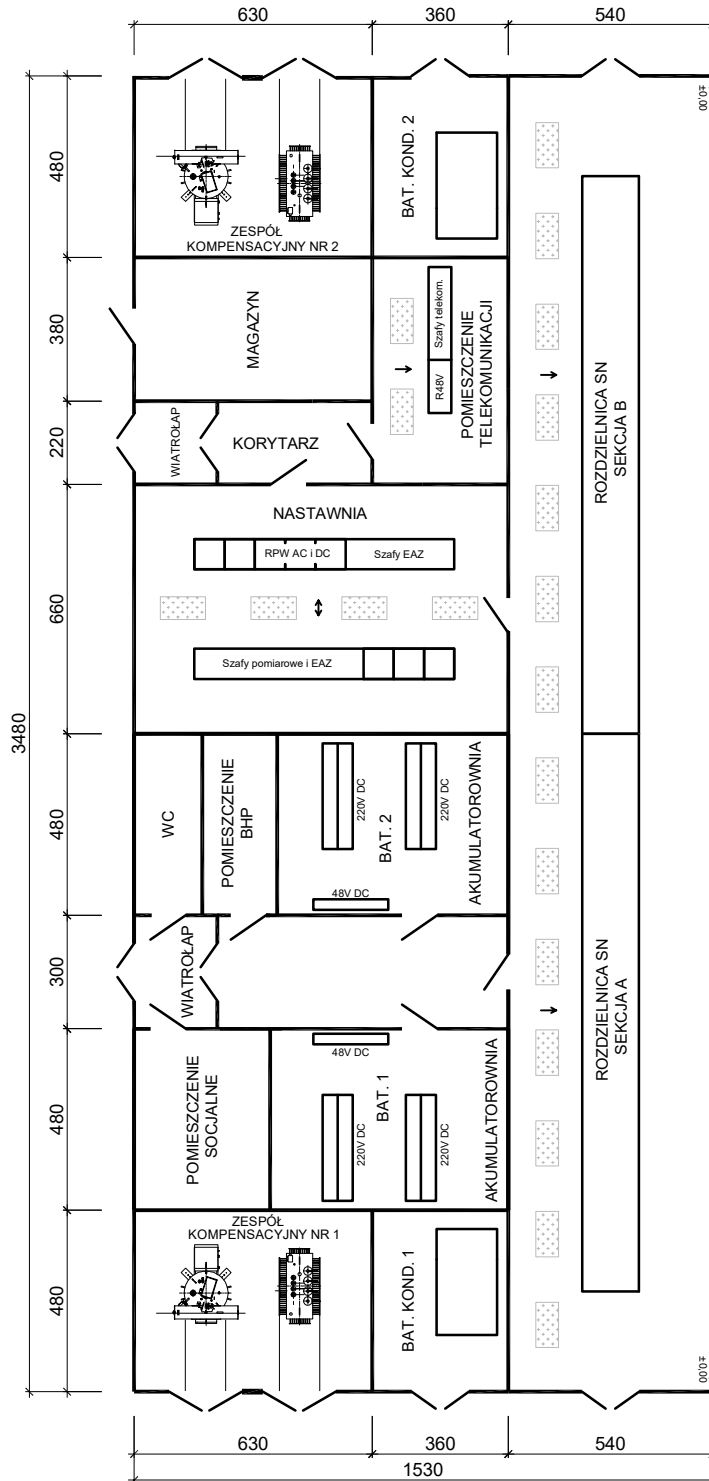 630
360
540
±0,00
480
BAT. KOND. 2
ZESPÓŁ
KOMPENSACYJNY NR 2
380
MAGAZYN
Szafy telekom.
R48V
POMIESZCZENIE
TELEKOMUNIKACJI
ROZDZIELNICA SN
SEKCJA B
220
WIATROŁAP
KORYTARZ
NASTAWNIA
RPW AC i DC
Szafy EAZ
660
Szafy pomiarowe i EAZ
3480
480
WC
POMIESZCZENIE
BHP
220V DC
BAT. 2
220V DC
AKUMULATOROWNIA
48V DC
300
WIATROŁAP
ROZDZIELNICA SN
SEKCJA A
48V DC
480
POMIESZCZENIE
SOCJALNE
BAT. 1
220V DC
220V DC
AKUMULATOROWNIA
ZESPÓŁ
KOMPENSACYJNY NR 1
480
BAT. KOND. 1
±0,00
630
360
540
1530